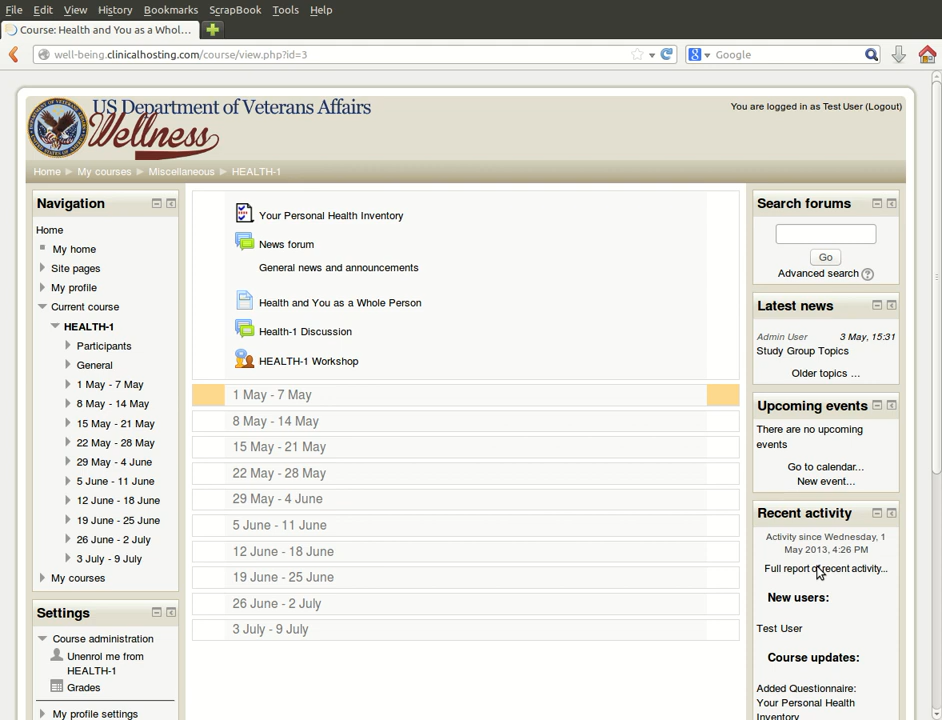 File Edit View History Bookmarks ScrapBook Tools Help
Course: Health and You as a Whol...
well-being.clinicalhosting.com/course/view.php?id=3
Google
US Department of Veterans Affairs
Wellness
You are logged in as Test User (Logout)
Home My courses Miscellaneous HEALTH-1
Navigation
Home
My home
Site pages
My profile
Current course
HEALTH-1
Participants
General
1 May - 7 May
8 May - 14 May
15 May - 21 May
22 May - 28 May
29 May - 4 June
5 June - 11 June
12 June - 18 June
19 June - 25 June
26 June - 2 July
3 July - 9 July
My courses
Settings
Course administration
Unenrol me from
HEALTH-1
Grades
My profile settings
Your Personal Health Inventory
News forum
General news and announcements
Health and You as a Whole Person
Health-1 Discussion
HEALTH-1 Workshop
1 May - 7 May
8 May - 14 May
15 May - 21 May
22 May - 28 May
29 May - 4 June
5 June - 11 June
12 June - 18 June
19 June - 25 June
26 June - 2 July
3 July - 9 July
Search forums
Go
Advanced search ?
Latest news
Admin User 3 May, 15:31
Study Group Topics
Older topics ...
Upcoming events
There are no upcoming
events
Go to calendar...
New event...
Recent activity
Activity since Wednesday, 1
May 2013, 4:26 PM
Full report of recent activity...
New users:
Test User
Course updates:
Added Questionnaire:
Your Personal Health
Inventory